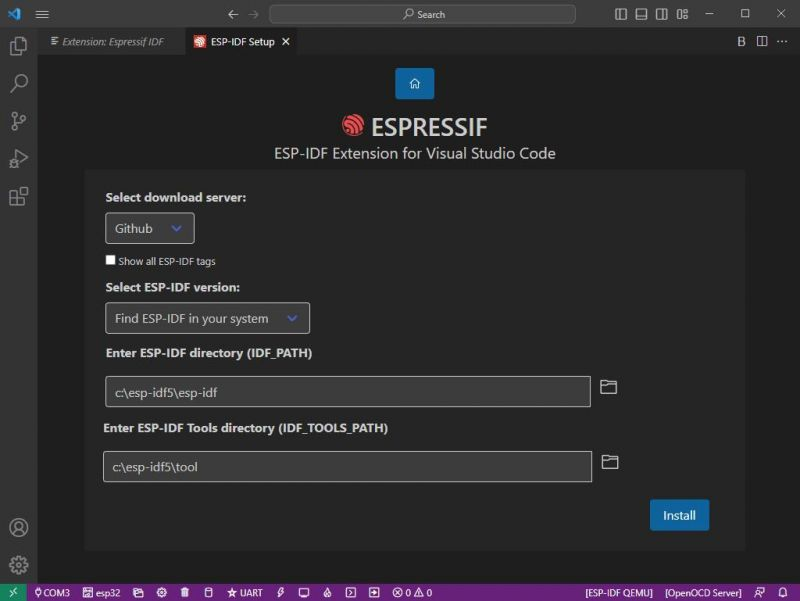 Search
Extension: Espressif IDF
ESP-IDF Setup
B
ESPRESSIF
ESP-IDF Extension for Visual Studio Code
Select download server:
Github
Show all ESP-IDF tags
Select ESP-IDF version:
Find ESP-IDF in your system
Enter ESP-IDF directory (IDF_PATH)
c:\esp-idf5\esp-idf
Enter ESP-IDF Tools directory (IDF_TOOLS_PATH)
c:\esp-idf5\tool
Install
COM3 esp32 UART 0 0 [ESP-IDF QEMU] [OpenOCD Server]